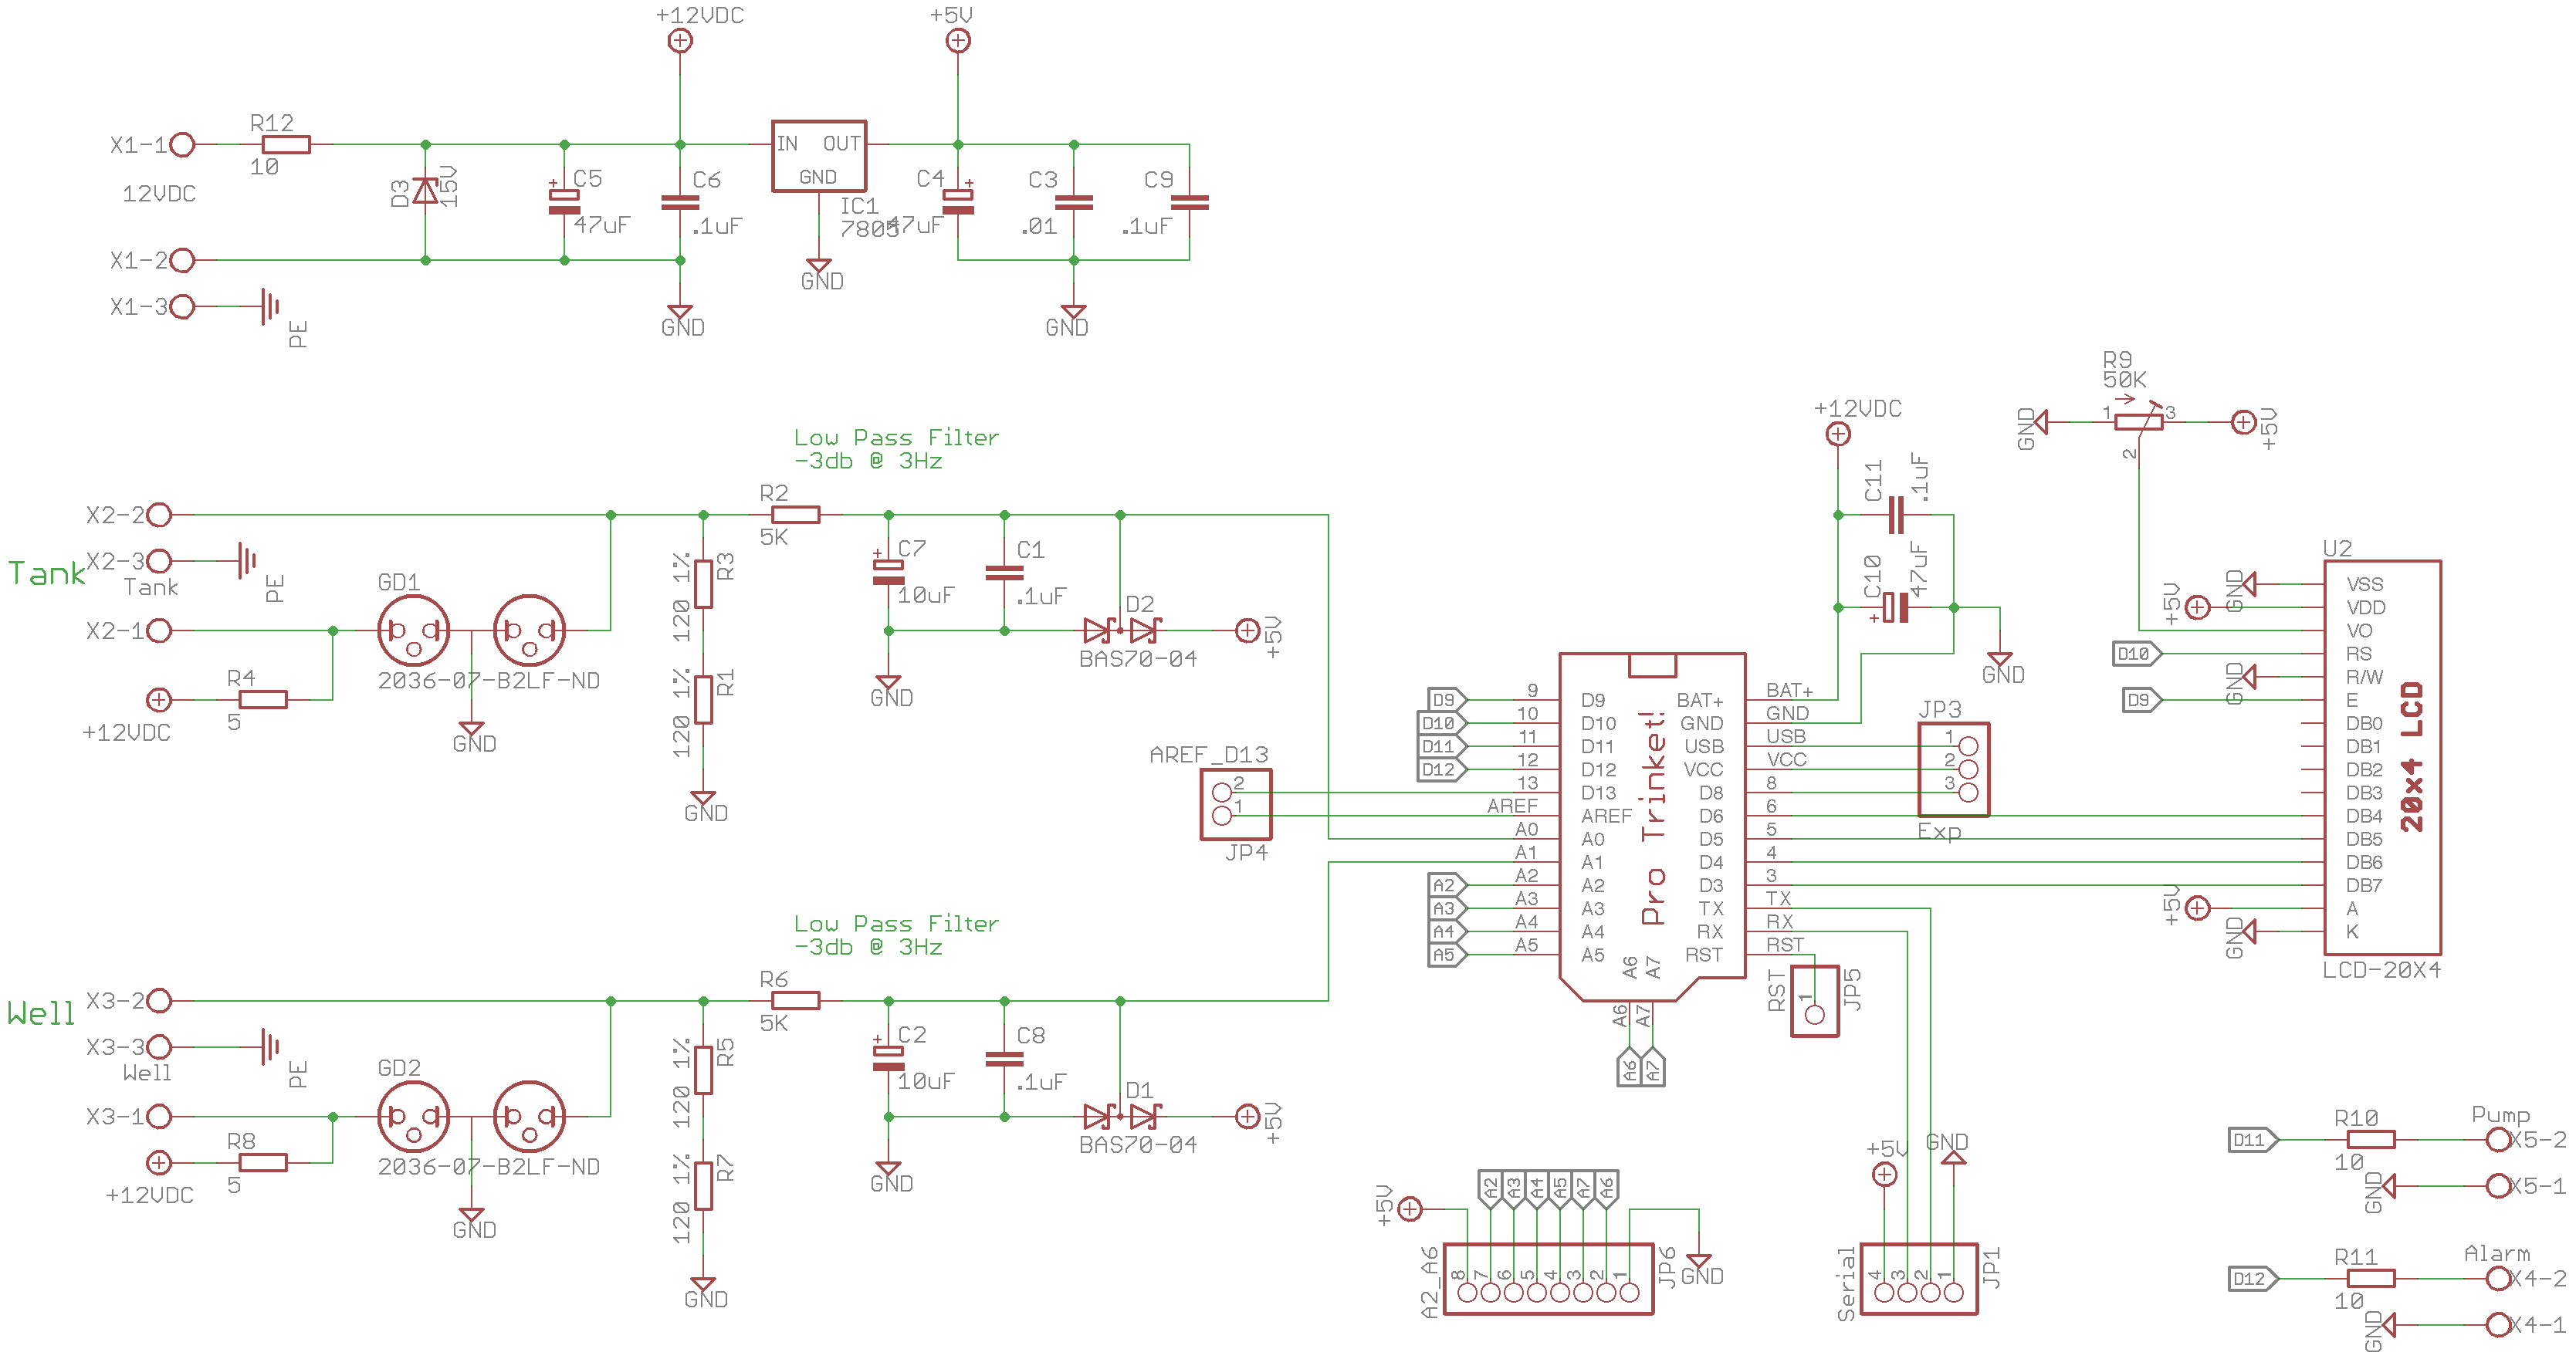 +12VDC
+5V
X1-1
R12
10
12VDC
X1-2
X1-3
PE
D3
15V
C5
47uF
C6
.1uF
GND
IN
OUT
GND
IC1
7805
GND
C4
47uF
C3
.01
C9
.1uF
GND
Low Pass Filter
-3db @ 3Hz
Tank
X2-2
X2-3
Tank
PE
X2-1
R4
5
+12VDC
GD1
2036-07-B2LF-ND
GND
R3
120 1%
R1
120 1%
GND
R2
5K
C7
10uF
C1
.1uF
GND
D2
BAS70-04
+5V
Low Pass Filter
-3db @ 3Hz
Well
X3-2
X3-3
Well
PE
X3-1
R8
5
+12VDC
GD2
2036-07-B2LF-ND
GND
R5
120 1%
R7
120 1%
GND
R6
5K
C2
10uF
C8
.1uF
GND
D1
BAS70-04
+5V
AREF_D13
2
1
JP4
+12VDC
C11
.1uF
C10
47uF
GND
Pro Trinket!
D9
D10
D11
D12
9
10
11
12
13
AREF
A0
A1
A2
A3
A4
A5
A2
A3
A4
A5
D9
D10
D11
D12
D13
AREF
A0
A1
A2
A3
A4
A5
A6
A7
A6
A7
A6
A7
BAT+
GND
USB
VCC
D8
D6
D5
D4
D3
TX
RX
RST
BAT+
GND
USB
VCC
8
6
5
4
3
TX
RX
RST
JP3
1
2
3
Exp
RST
1
JP5
R9
50K
GND
1
3
2
+5V
U2
GND
+5V
D10
GND
D9
+5V
GND
VSS
VDD
VO
RS
R/W
E
DB0
DB1
DB2
DB3
DB4
DB5
DB6
DB7
A
K
20x4 LCD
LCD-20X4
+5V
A2
A3
A4
A5
A7
A6
A2_A6
8
7
6
5
4
3
2
1
JP6
GND
+5V
GND
Serial
4
3
2
1
JP1
D11
R10
10
Pump
X5-2
GND
X5-1
D12
R11
10
Alarm
X4-2
GND
X4-1